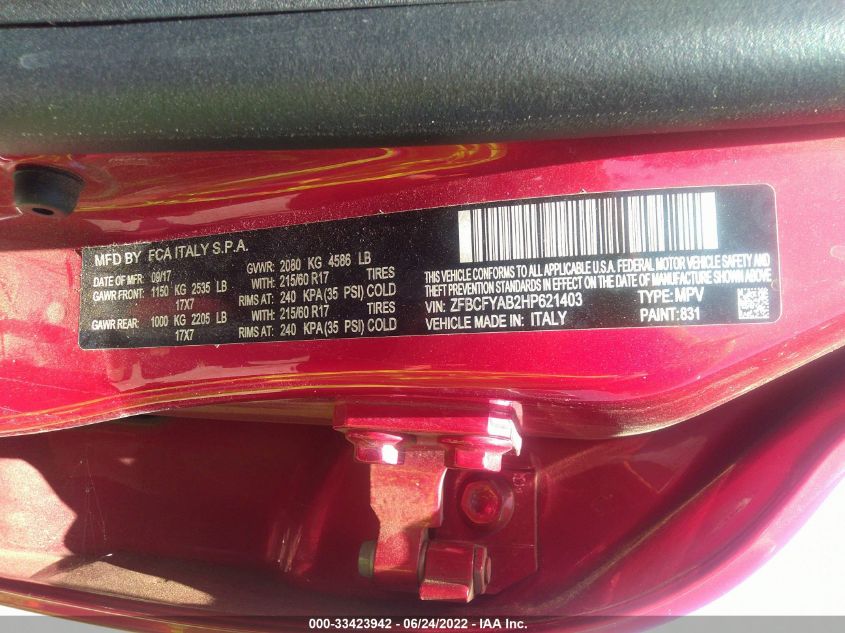 MFD BY FCA ITALY S.P.A.
DATE OF MFR: 09/17 GVWR: 2080 KG 4586 LB
GAWR FRONT: 1150 KG 2535 LB WITH: 215/60 R17 TIRES
17X7 RIMS AT: 240 KPA(35 PSI) COLD
GAWR REAR: 1000 KG 2205 LB WITH: 215/60 R17 TIRES
17X7 RIMS AT: 240 KPA(35 PSI) COLD
THIS VEHICLE CONFORMS TO ALL APPLICABLE U.S.A. FEDERAL MOTOR VEHICLE SAFETY AND
THEFT PREVENTION STANDARDS IN EFFECT ON THE DATE OF MANUFACTURE SHOWN ABOVE.
VIN: ZFBCFYAB2HP621403 TYPE: MPV
VEHICLE MADE IN: ITALY PAINT:831
000-33423942 / 06/24/2022 - IAA Inc.